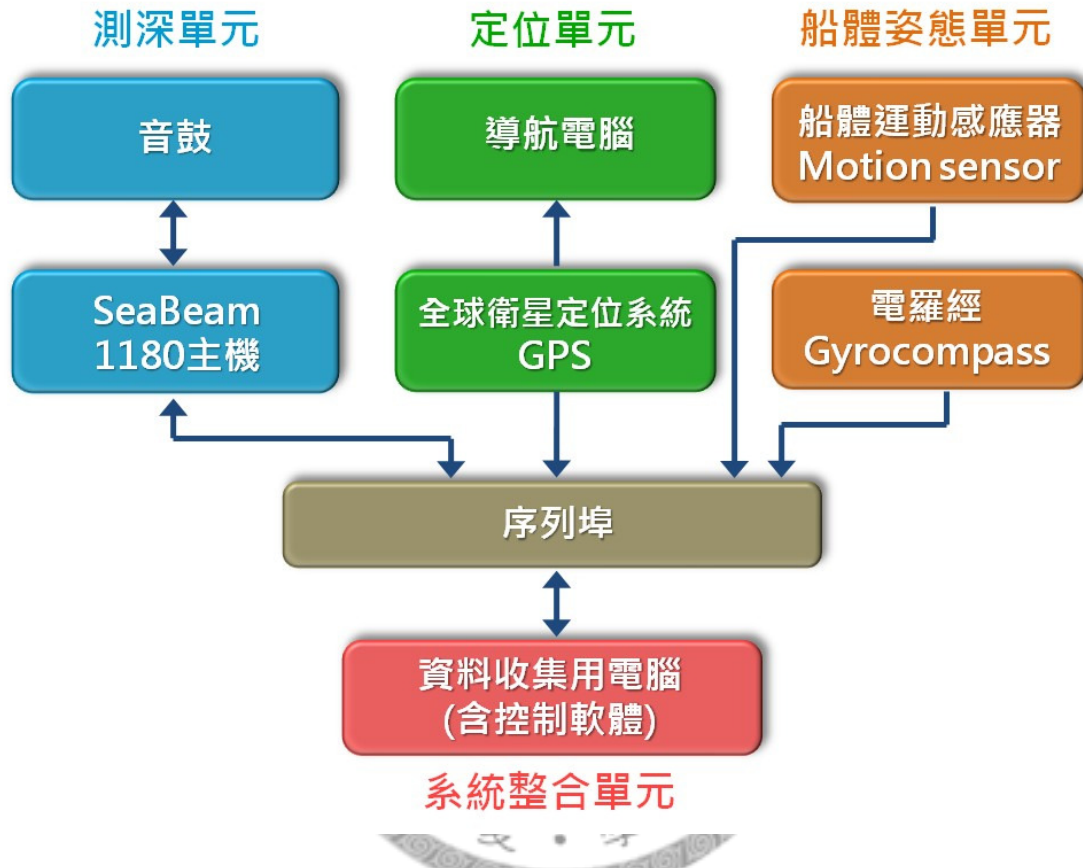 測深單元
定位單元
船體姿態單元
音鼓
導航電腦
船體運動感應器
Motion sensor
SeaBeam
1180主機
全球衛星定位系統
GPS
電羅經
Gyrocompass
序列埠
資料收集用電腦
(含控制軟體)
系統整合單元